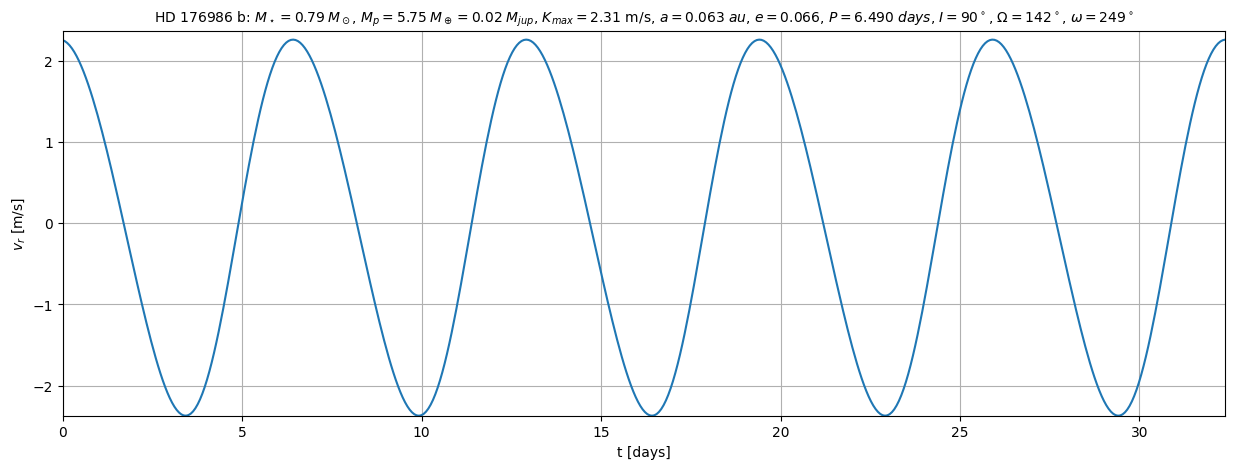 HD 176986 b: M⋆ = 0.79 M⊙, Mp = 5.75 M⊕ = 0.02 Mjup, Kmax = 2.31 m/s, a = 0.063 au, e = 0.066, P = 6.490 days, I = 90°, Ω = 142°, ω = 249°
2
1
0
−1
−2
vr [m/s]
0 5 10 15 20 25 30
t [days]